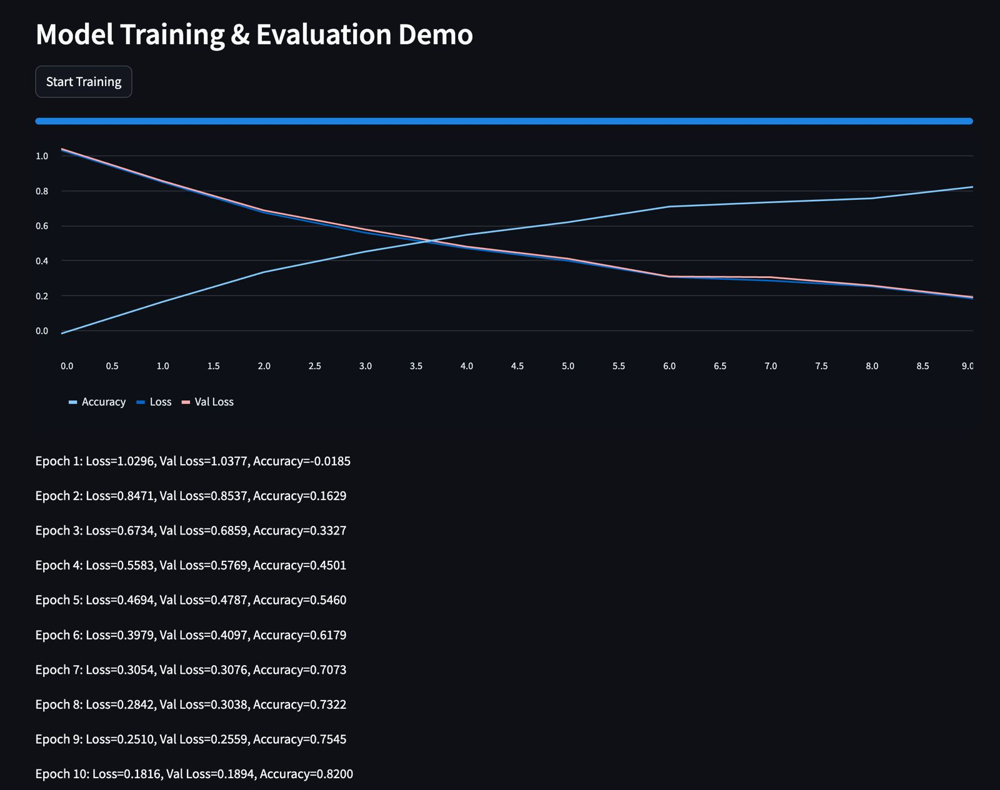 Model Training & Evaluation Demo
Start Training
1.0
0.8
0.6
0.4
0.2
0.0
0.0 0.5 1.0 1.5 2.0 2.5 3.0 3.5 4.0 4.5 5.0 5.5 6.0 6.5 7.0 7.5 8.0 8.5 9.0
Accuracy Loss Val Loss
Epoch 1: Loss=1.0296, Val Loss=1.0377, Accuracy=-0.0185
Epoch 2: Loss=0.8471, Val Loss=0.8537, Accuracy=0.1629
Epoch 3: Loss=0.6734, Val Loss=0.6859, Accuracy=0.3327
Epoch 4: Loss=0.5583, Val Loss=0.5769, Accuracy=0.4501
Epoch 5: Loss=0.4694, Val Loss=0.4787, Accuracy=0.5460
Epoch 6: Loss=0.3979, Val Loss=0.4097, Accuracy=0.6179
Epoch 7: Loss=0.3054, Val Loss=0.3076, Accuracy=0.7073
Epoch 8: Loss=0.2842, Val Loss=0.3038, Accuracy=0.7322
Epoch 9: Loss=0.2510, Val Loss=0.2559, Accuracy=0.7545
Epoch 10: Loss=0.1816, Val Loss=0.1894, Accuracy=0.8200